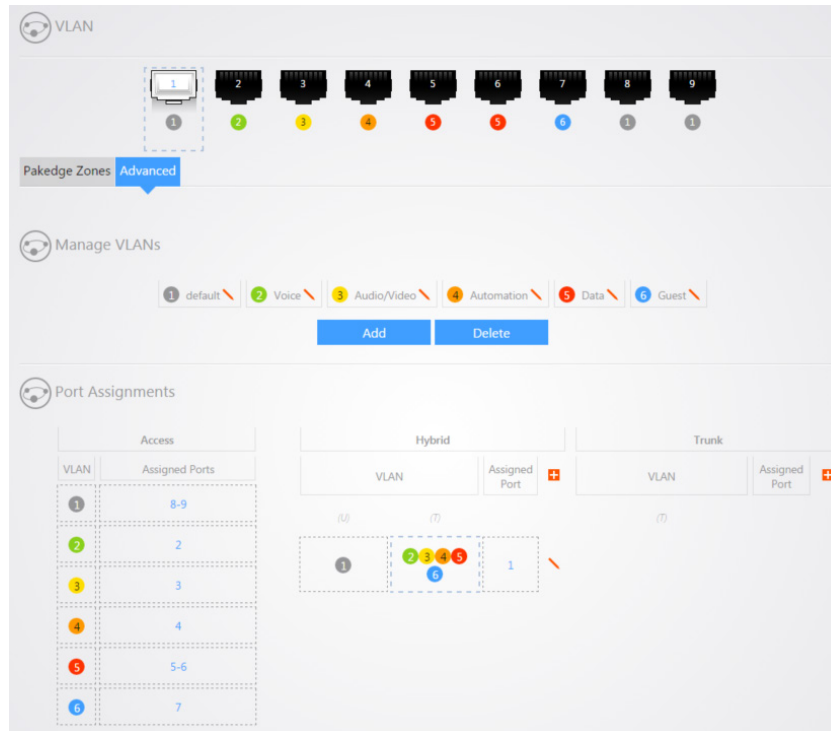 VLAN
1 2 3 4 5 6 7 8 9
1 2 3 4 5 5 6 1 1
Pakedge Zones Advanced
Manage VLANs
1 default 2 Voice 3 Audio/Video 4 Automation 5 Data 6 Guest
Add Delete
Port Assignments
Access Hybrid Trunk
VLAN Assigned Ports VLAN Assigned Port VLAN Assigned Port
(U) (T) (T)
1 8-9
2 2
3 3
4 4
5 5-6
6 7
1 2 3 4 5 6 1